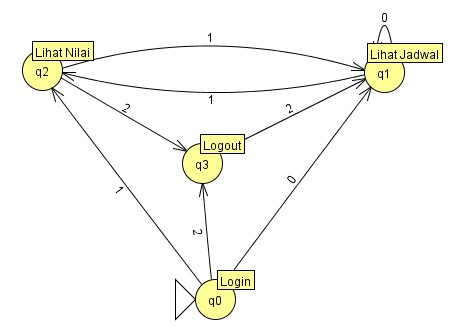 0
Lihat Nilai
1
Lihat Jadwal
q2
q1
1
2
2
Logout
q3
1
0
2
Login
q0